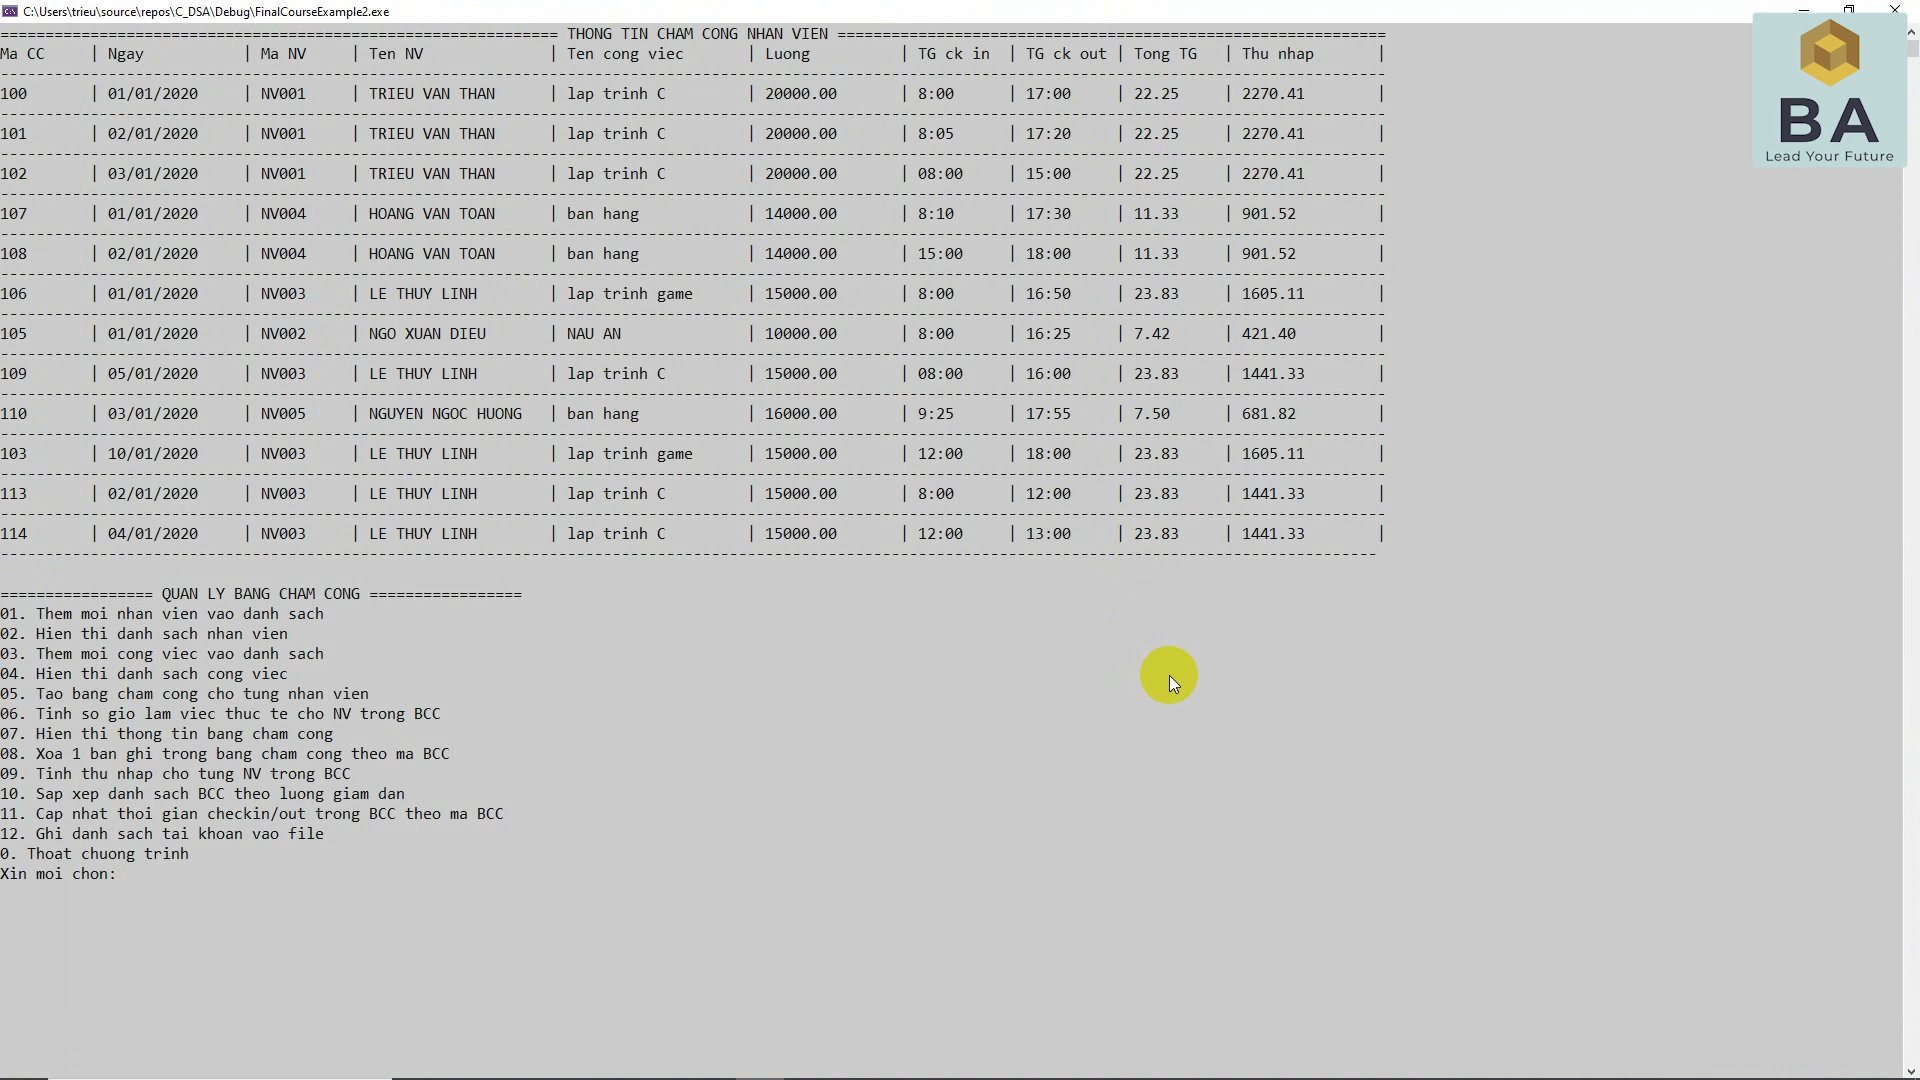 C:\Users\trieu\source\repos\C_DSA\Debug\FinalCourseExample2.exe
============================================================== THONG TIN CHAM CONG NHAN VIEN =============================================================
Ma CC | Ngay | Ma NV | Ten NV | Ten cong viec | Luong | TG ck in | TG ck out | Tong TG | Thu nhap |
100 | 01/01/2020 | NV001 | TRIEU VAN THAN | lap trinh C | 20000.00 | 8:00 | 17:00 | 22.25 | 2270.41 |
101 | 02/01/2020 | NV001 | TRIEU VAN THAN | lap trinh C | 20000.00 | 8:05 | 17:20 | 22.25 | 2270.41 |
102 | 03/01/2020 | NV001 | TRIEU VAN THAN | lap trinh C | 20000.00 | 08:00 | 15:00 | 22.25 | 2270.41 |
107 | 01/01/2020 | NV004 | HOANG VAN TOAN | ban hang | 14000.00 | 8:10 | 17:30 | 11.33 | 901.52 |
108 | 02/01/2020 | NV004 | HOANG VAN TOAN | ban hang | 14000.00 | 15:00 | 18:00 | 11.33 | 901.52 |
106 | 01/01/2020 | NV003 | LE THUY LINH | lap trinh game | 15000.00 | 8:00 | 16:50 | 23.83 | 1605.11 |
105 | 01/01/2020 | NV002 | NGO XUAN DIEU | NAU AN | 10000.00 | 8:00 | 16:25 | 7.42 | 421.40 |
109 | 05/01/2020 | NV003 | LE THUY LINH | lap trinh C | 15000.00 | 08:00 | 16:00 | 23.83 | 1441.33 |
110 | 03/01/2020 | NV005 | NGUYEN NGOC HUONG | ban hang | 16000.00 | 9:25 | 17:55 | 7.50 | 681.82 |
103 | 10/01/2020 | NV003 | LE THUY LINH | lap trinh game | 15000.00 | 12:00 | 18:00 | 23.83 | 1605.11 |
113 | 02/01/2020 | NV003 | LE THUY LINH | lap trinh C | 15000.00 | 8:00 | 12:00 | 23.83 | 1441.33 |
114 | 04/01/2020 | NV003 | LE THUY LINH | lap trinh C | 15000.00 | 12:00 | 13:00 | 23.83 | 1441.33 |
================= QUAN LY BANG CHAM CONG =================
01. Them moi nhan vien vao danh sach
02. Hien thi danh sach nhan vien
03. Them moi cong viec vao danh sach
04. Hien thi danh sach cong viec
05. Tao bang cham cong cho tung nhan vien
06. Tinh so gio lam viec thuc te cho NV trong BCC
07. Hien thi thong tin bang cham cong
08. Xoa 1 ban ghi trong bang cham cong theo ma BCC
09. Tinh thu nhap cho tung NV trong BCC
10. Sap xep danh sach BCC theo luong giam dan
11. Cap nhat thoi gian checkin/out trong BCC theo ma BCC
12. Ghi danh sach tai khoan vao file
0. Thoat chuong trinh
Xin moi chon:
BA
Lead Your Future